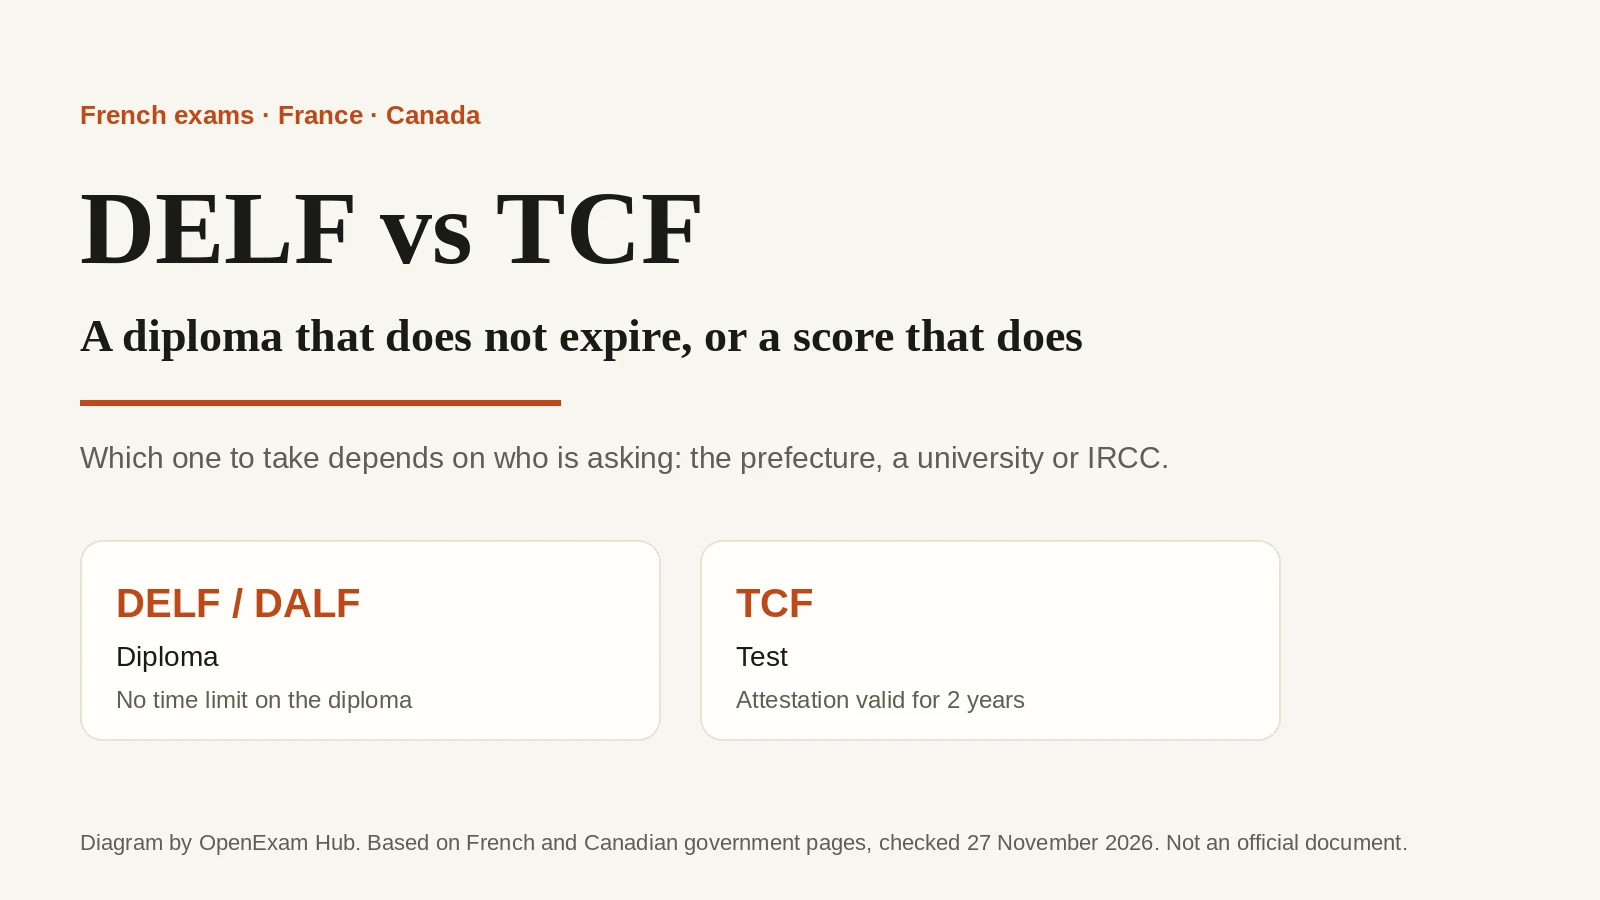 French exams · France · Canada
DELF vs TCF
A diploma that does not expire, or a score that does
Which one to take depends on who is asking: the prefecture, a university or IRCC.
DELF / DALF
Diploma
No time limit on the diploma
TCF
Test
Attestation valid for 2 years
Diagram by OpenExam Hub. Based on French and Canadian government pages, checked 27 November 2026. Not an official document.